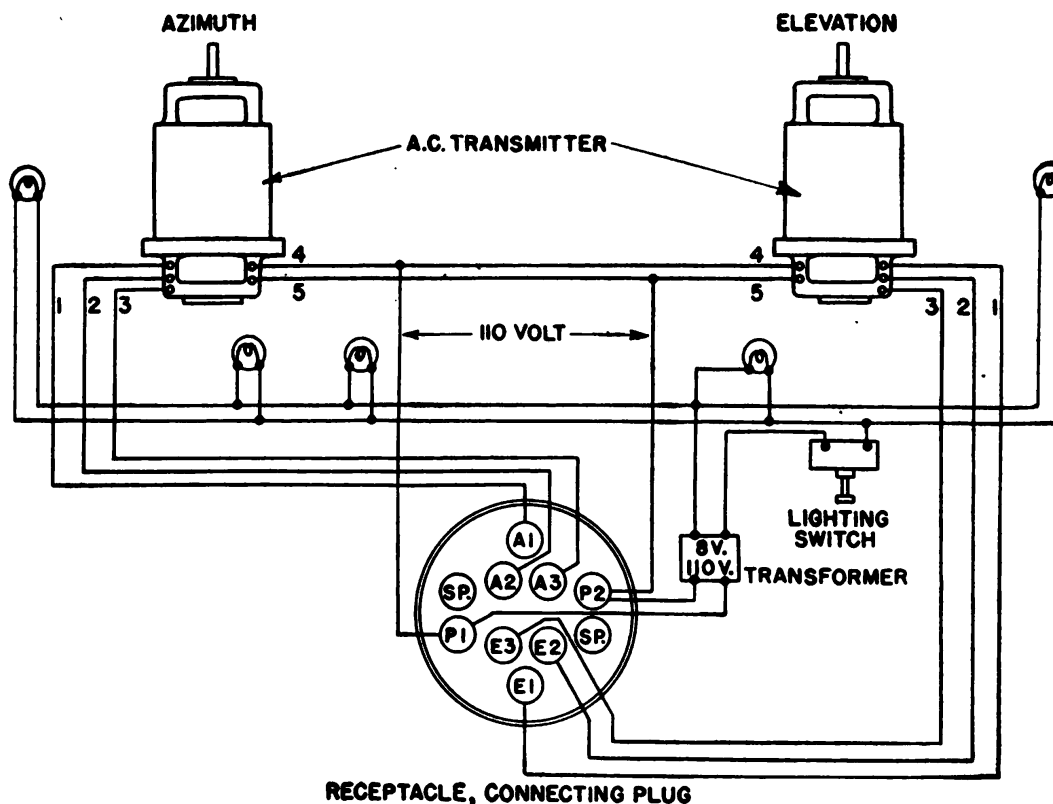 AZIMUTH
ELEVATION
A.C. TRANSMITTER
4
4
5
5
1
2
3
3
2
1
110 VOLT
A1
A2
A3
SP.
P2
P1
E3
E2
SP.
E1
8V.
110V.
TRANSFORMER
LIGHTING
SWITCH
RECEPTACLE, CONNECTING PLUG